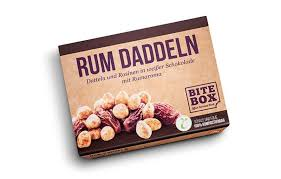 RUM DADDELN
Datteln und Rosinen in weißer Schokolade
mit Rumaroma
BITE
BOX